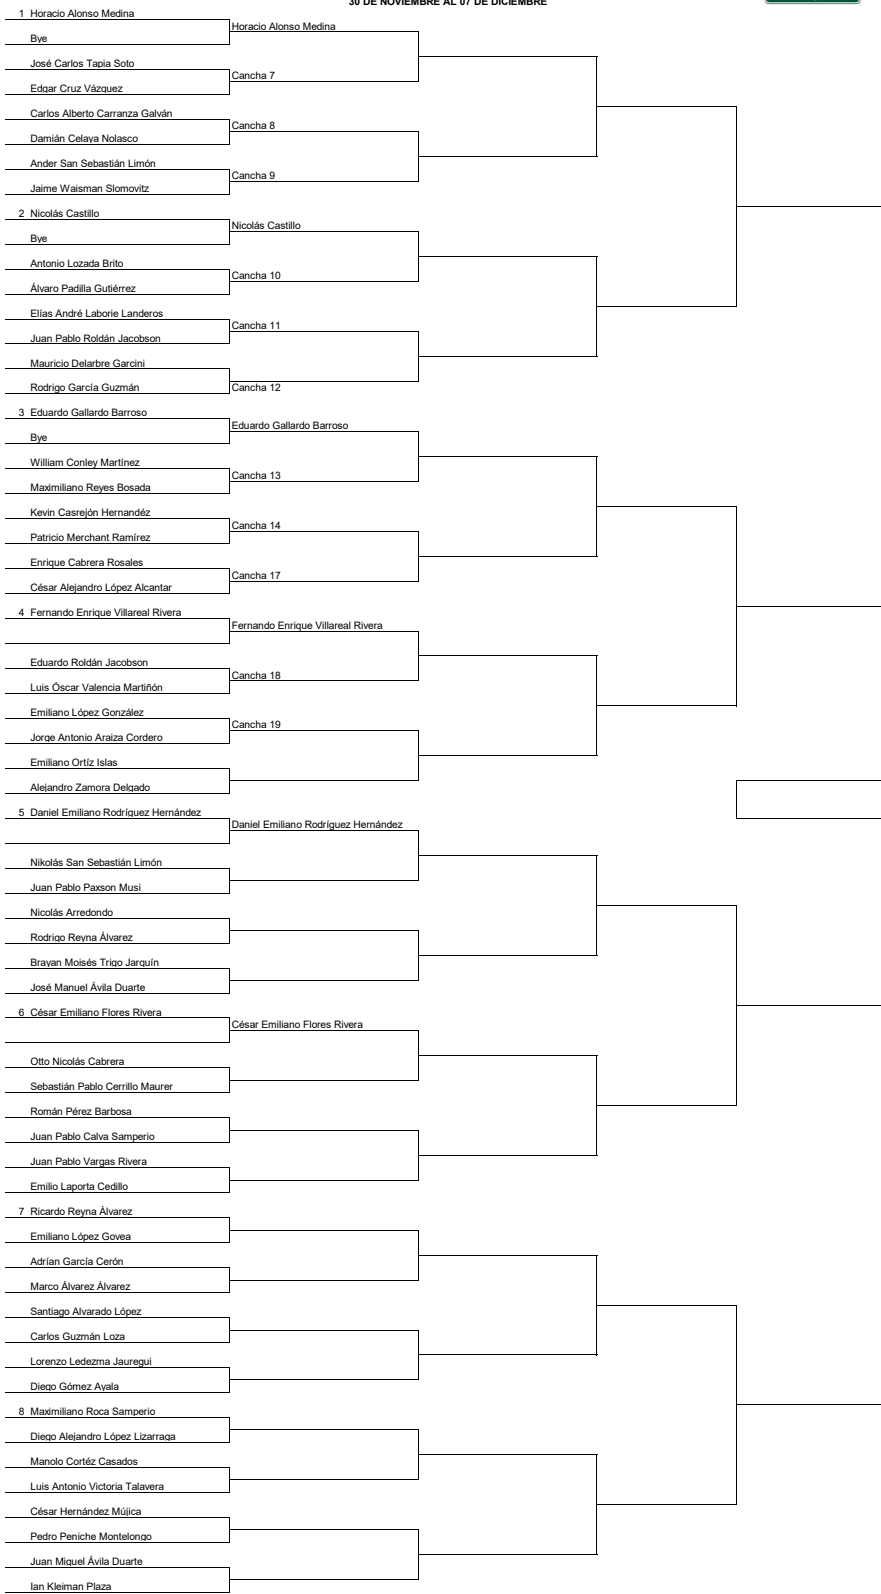 30 DE NOVIEMBRE AL 07 DE DICIEMBRE
1 Horacio Alonso Medina
Horacio Alonso Medina
Bye
José Carlos Tapia Soto
Cancha 7
Edgar Cruz Vázquez
Carlos Alberto Carranza Galván
Cancha 8
Damián Celaya Nolasco
Ander San Sebastián Limón
Cancha 9
Jaime Waisman Slomovitz
2 Nicolás Castillo
Nicolás Castillo
Bye
Antonio Lozada Brito
Cancha 10
Álvaro Padilla Gutiérrez
Elías André Laborie Landeros
Cancha 11
Juan Pablo Roldán Jacobson
Mauricio Delarbre Garcini
Rodrigo García Guzmán
Cancha 12
3 Eduardo Gallardo Barroso
Eduardo Gallardo Barroso
Bye
William Conley Martínez
Cancha 13
Maximiliano Reyes Bosada
Kevin Casrejón Hernandéz
Cancha 14
Patricio Merchant Ramírez
Enrique Cabrera Rosales
Cancha 17
César Alejandro López Alcantar
4 Fernando Enrique Villareal Rivera
Fernando Enrique Villareal Rivera
Eduardo Roldán Jacobson
Cancha 18
Luis Óscar Valencia Martiñón
Emiliano López González
Cancha 19
Jorge Antonio Araiza Cordero
Emiliano Ortíz Islas
Alejandro Zamora Delgado
5 Daniel Emiliano Rodríguez Hernández
Daniel Emiliano Rodríguez Hernández
Nikolás San Sebastián Limón
Juan Pablo Paxson Musi
Nicolás Arredondo
Rodrigo Reyna Álvarez
Brayan Moisés Trigo Jarquín
José Manuel Ávila Duarte
6 César Emiliano Flores Rivera
César Emiliano Flores Rivera
Otto Nicolás Cabrera
Sebastián Pablo Cerrillo Maurer
Román Pérez Barbosa
Juan Pablo Calva Samperio
Juan Pablo Vargas Rivera
Emilio Laporta Cedillo
7 Ricardo Reyna Álvarez
Emiliano López Govea
Adrían García Cerón
Marco Álvarez Álvarez
Santiago Alvarado López
Carlos Guzmán Loza
Lorenzo Ledezma Jauregui
Diego Gómez Ayala
8 Maximiliano Roca Samperio
Diego Alejandro López Lizarraga
Manolo Cortéz Casados
Luis Antonio Victoria Talavera
César Hernández Mújica
Pedro Peniche Montelongo
Juan Miguel Ávila Duarte
Ian Kleiman Plaza